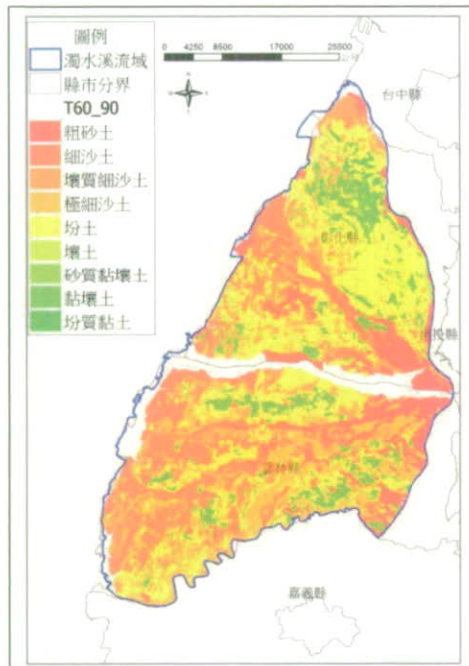 圖例
濁水溪流域
縣市分界
T60_90
粗砂土
細沙土
壤質細沙土
極細沙土
坋土
壤土
砂質黏壤土
黏壤土
坋質黏土
0 4250 8500 17000 25500
台中縣
彰化縣
投縣
雲林縣
嘉義縣